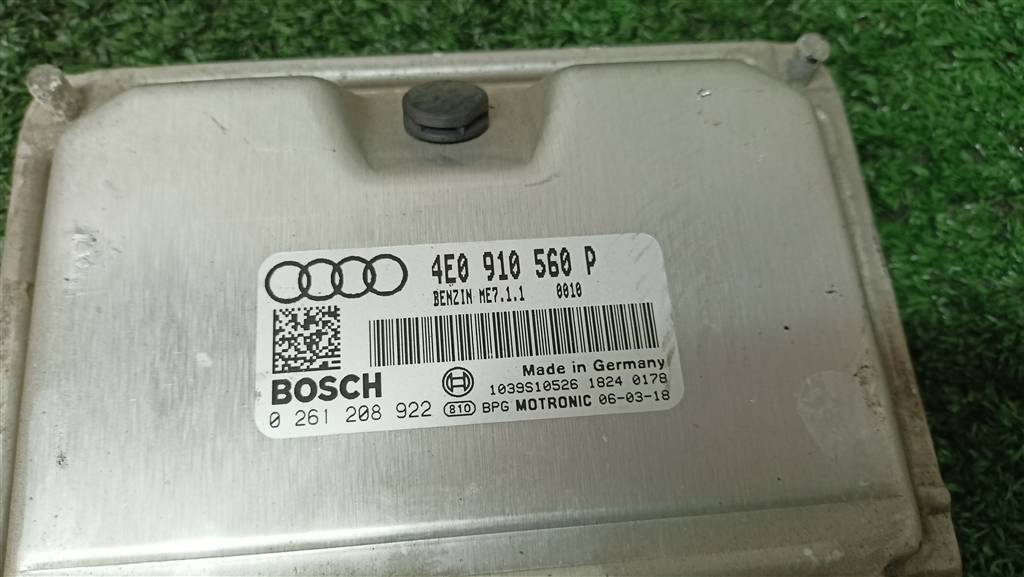 4E0 910 560 P
BENZIN ME7.1.1 0010
Made in Germany
BOSCH
1039S10526 1824 0178
0 261 208 922 810 BPG MOTRONIC 06-03-18